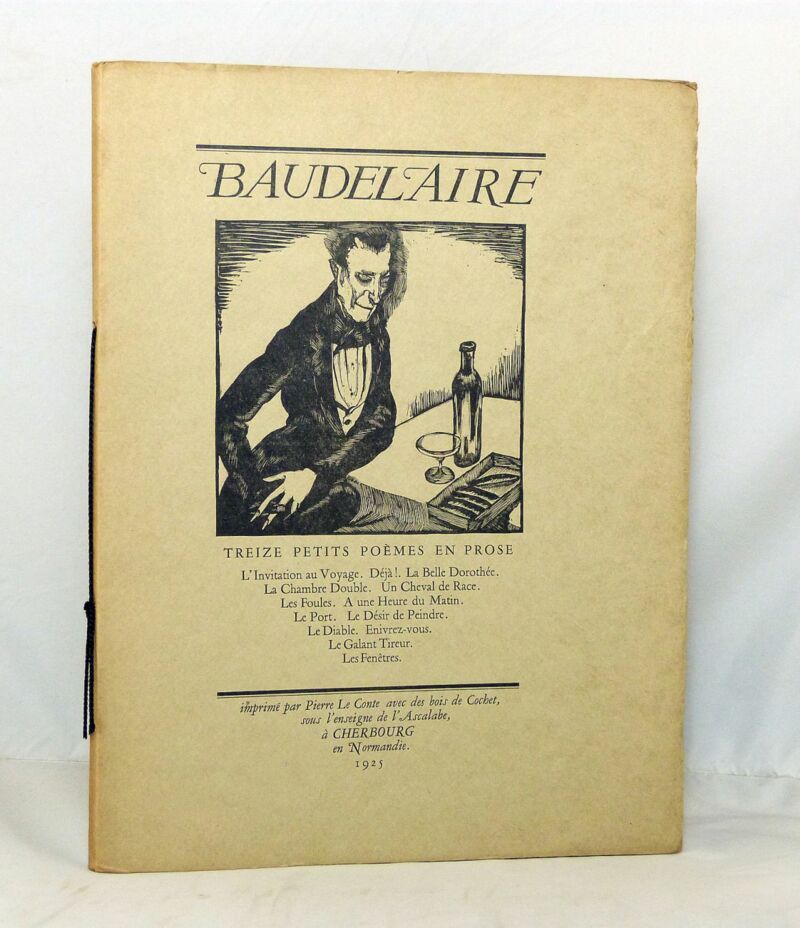 BAUDELAIRE
TREIZE PETITS POÈMES EN PROSE
L'Invitation au Voyage. Déjà!. La Belle Dorothée.
La Chambre Double. Un Cheval de Race.
Les Foules. A une Heure du Matin.
Le Port. Le Désir de Peindre.
Le Diable. Enivrez-vous.
Le Galant Tireur.
Les Fenêtres.
imprimé par Pierre Le Conte avec des bois de Cochet,
sous l'enseigne de l'Ascalabe,
à CHERBOURG
en Normandie.
1925